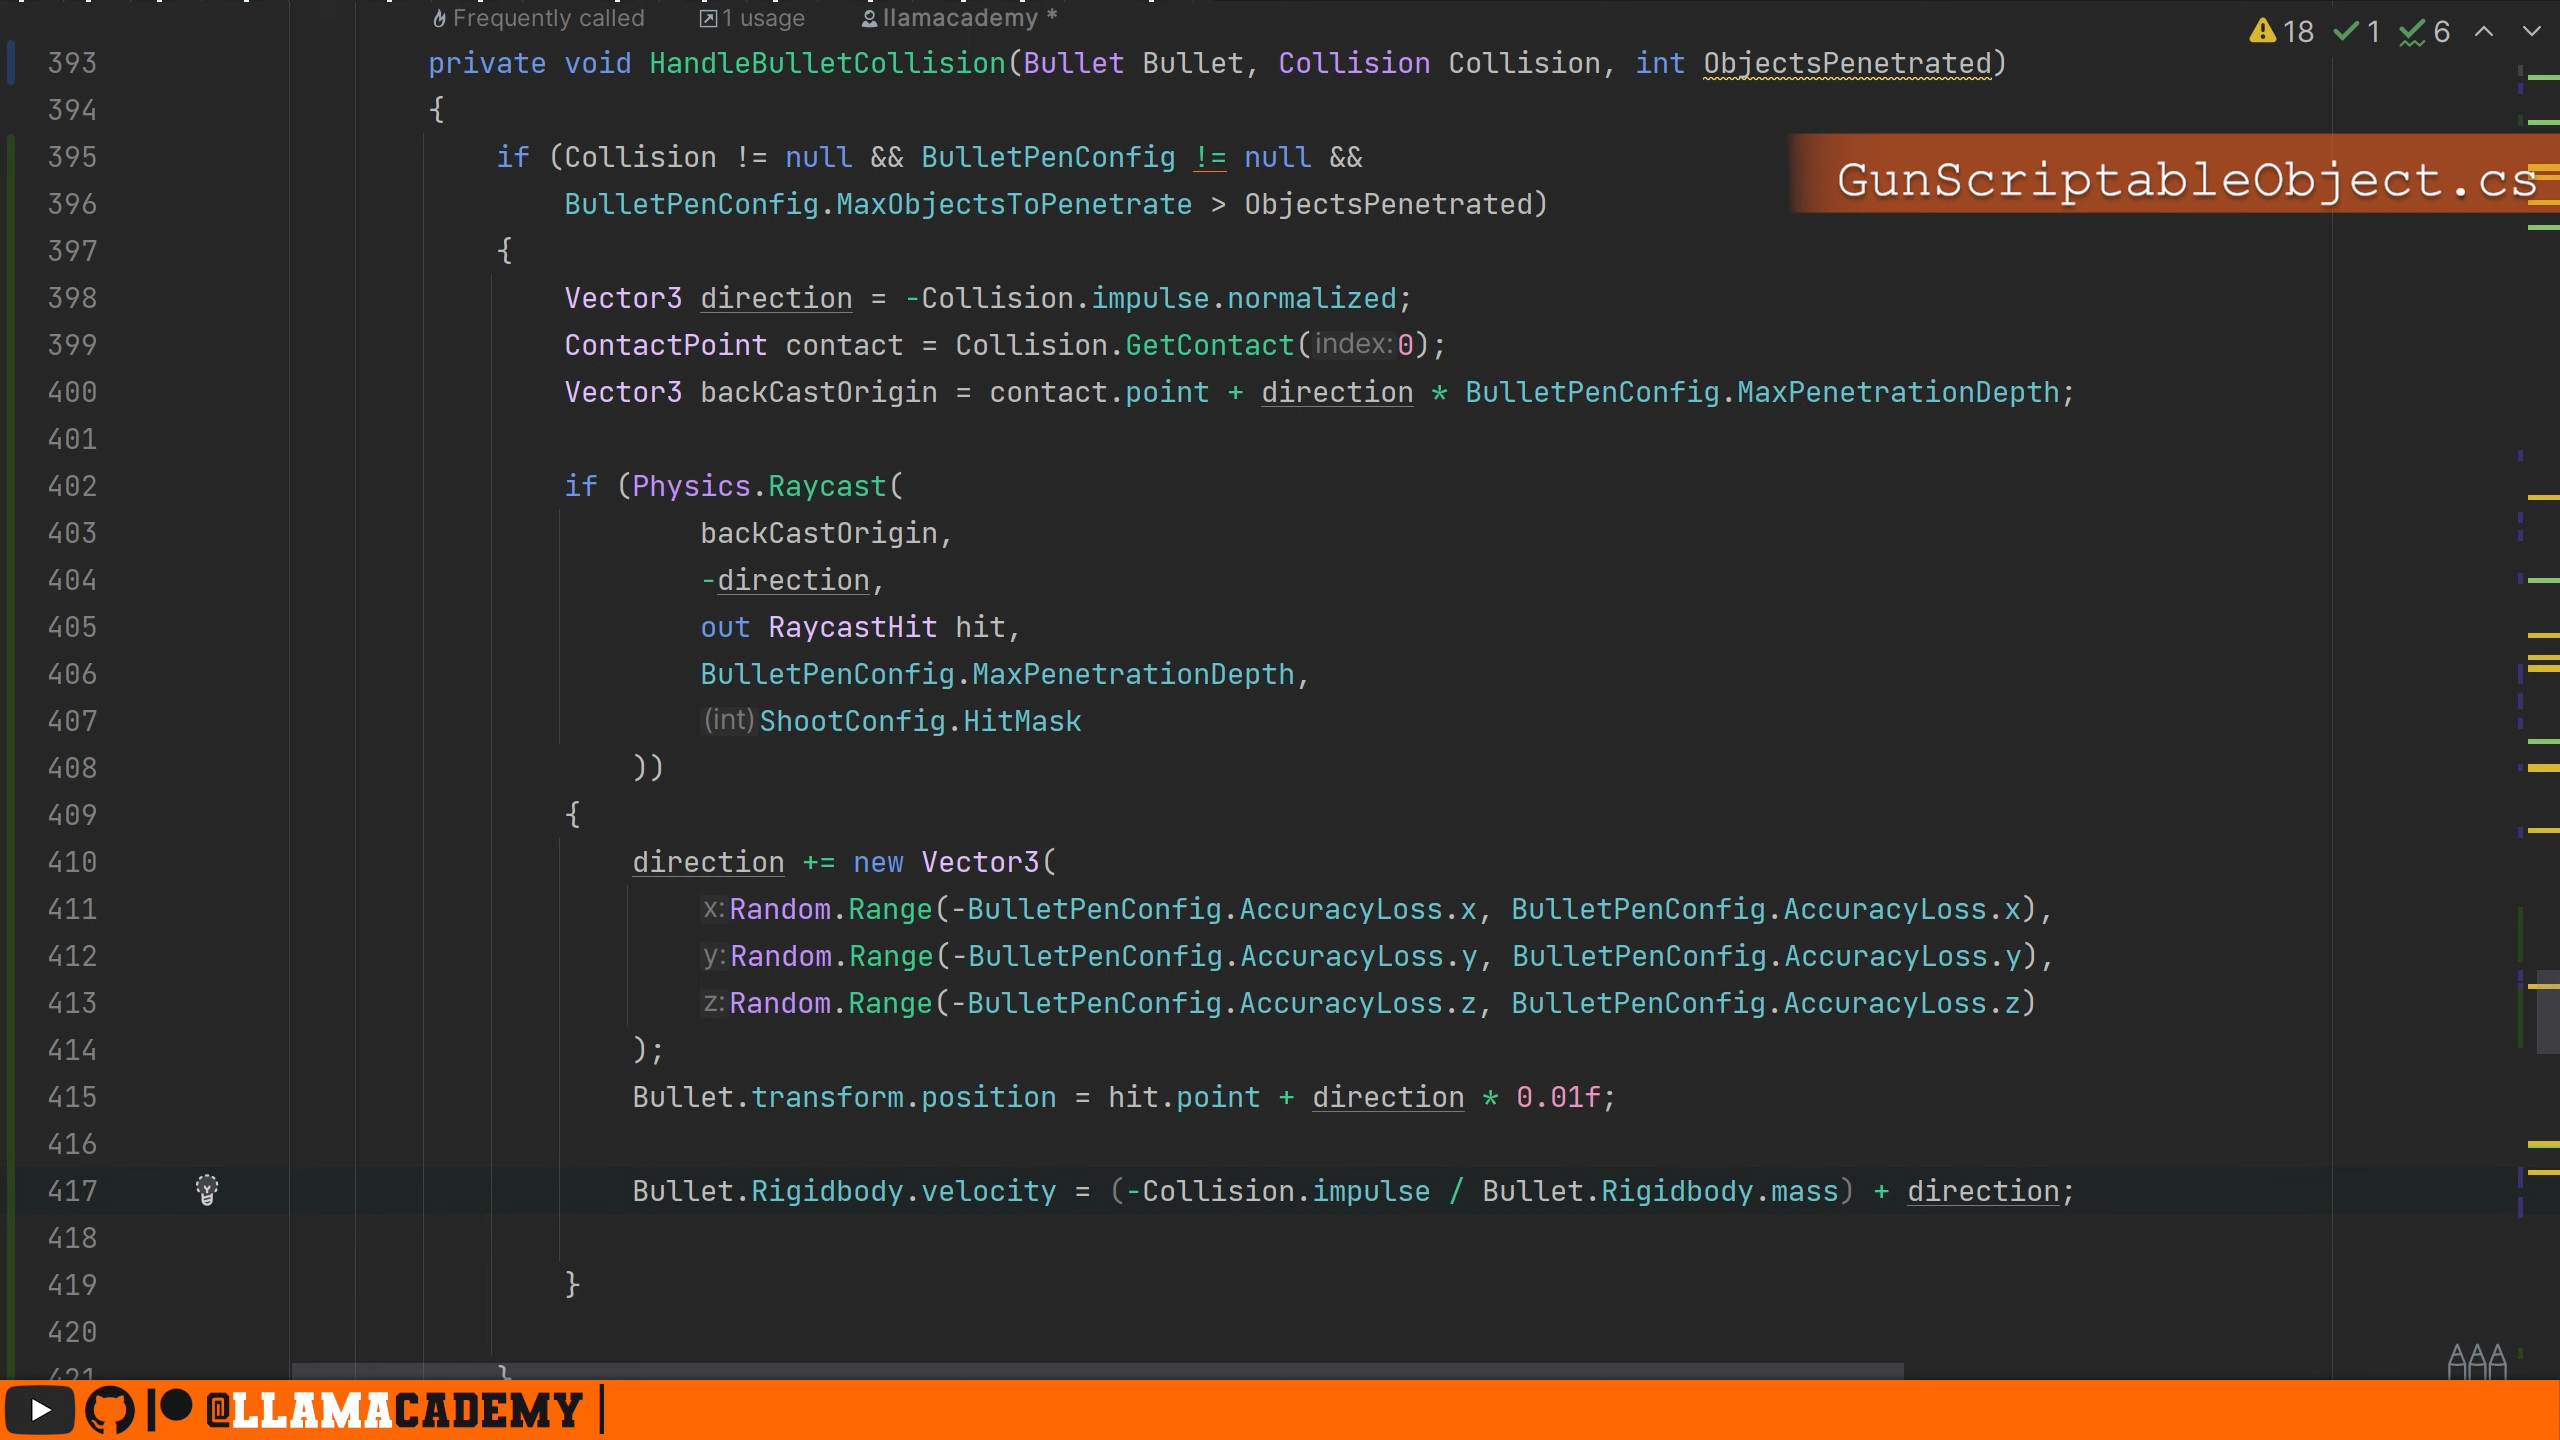 Frequently called 1 usage llamacademy *
18 1 6
393 private void HandleBulletCollision(Bullet Bullet, Collision Collision, int ObjectsPenetrated)
394 {
395 if (Collision != null && BulletPenConfig != null &&
GunScriptableObject.cs
396 BulletPenConfig.MaxObjectsToPenetrate > ObjectsPenetrated)
397 {
398 Vector3 direction = -Collision.impulse.normalized;
399 ContactPoint contact = Collision.GetContact(index:0);
400 Vector3 backCastOrigin = contact.point + direction * BulletPenConfig.MaxPenetrationDepth;
401
402 if (Physics.Raycast(
403 backCastOrigin,
404 -direction,
405 out RaycastHit hit,
406 BulletPenConfig.MaxPenetrationDepth,
407 (int)ShootConfig.HitMask
408 ))
409 {
410 direction += new Vector3(
411 x:Random.Range(-BulletPenConfig.AccuracyLoss.x, BulletPenConfig.AccuracyLoss.x),
412 y:Random.Range(-BulletPenConfig.AccuracyLoss.y, BulletPenConfig.AccuracyLoss.y),
413 z:Random.Range(-BulletPenConfig.AccuracyLoss.z, BulletPenConfig.AccuracyLoss.z)
414 );
415 Bullet.transform.position = hit.point + direction * 0.01f;
416
417 Bullet.Rigidbody.velocity = (-Collision.impulse / Bullet.Rigidbody.mass) + direction;
418
419 }
420
421 }
@LLAMACADEMY